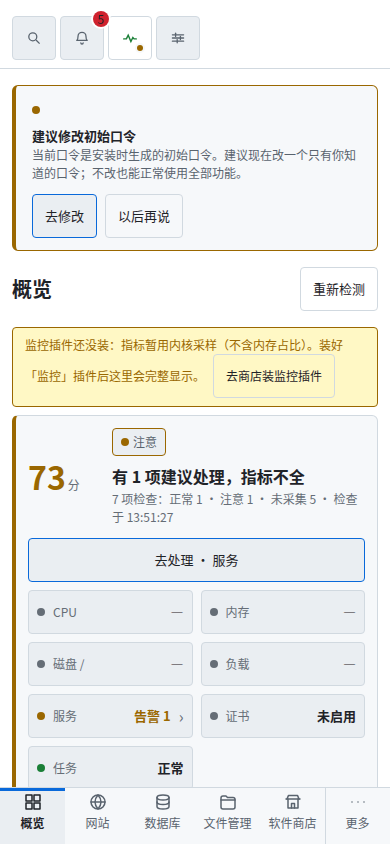 5
建议修改初始口令
当前口令是安装时生成的初始口令。建议现在改一个只有你知
道的口令；不改也能正常使用全部功能。
去修改
以后再说
概览
重新检测
监控插件还没装：指标暂用内核采样（不含内存占比）。装好
「监控」插件后这里会完整显示。
去商店装监控插件
注意
73分
有 1 项建议处理，指标不全
7 项检查：正常 1 · 注意 1 · 未采集 5 · 检查
于 13:51:27
去处理 · 服务
CPU —
内存 —
磁盘 / —
负载 —
服务 告警 1 ›
证书 未启用
任务 正常
概览 网站 数据库 文件管理 软件商店 更多